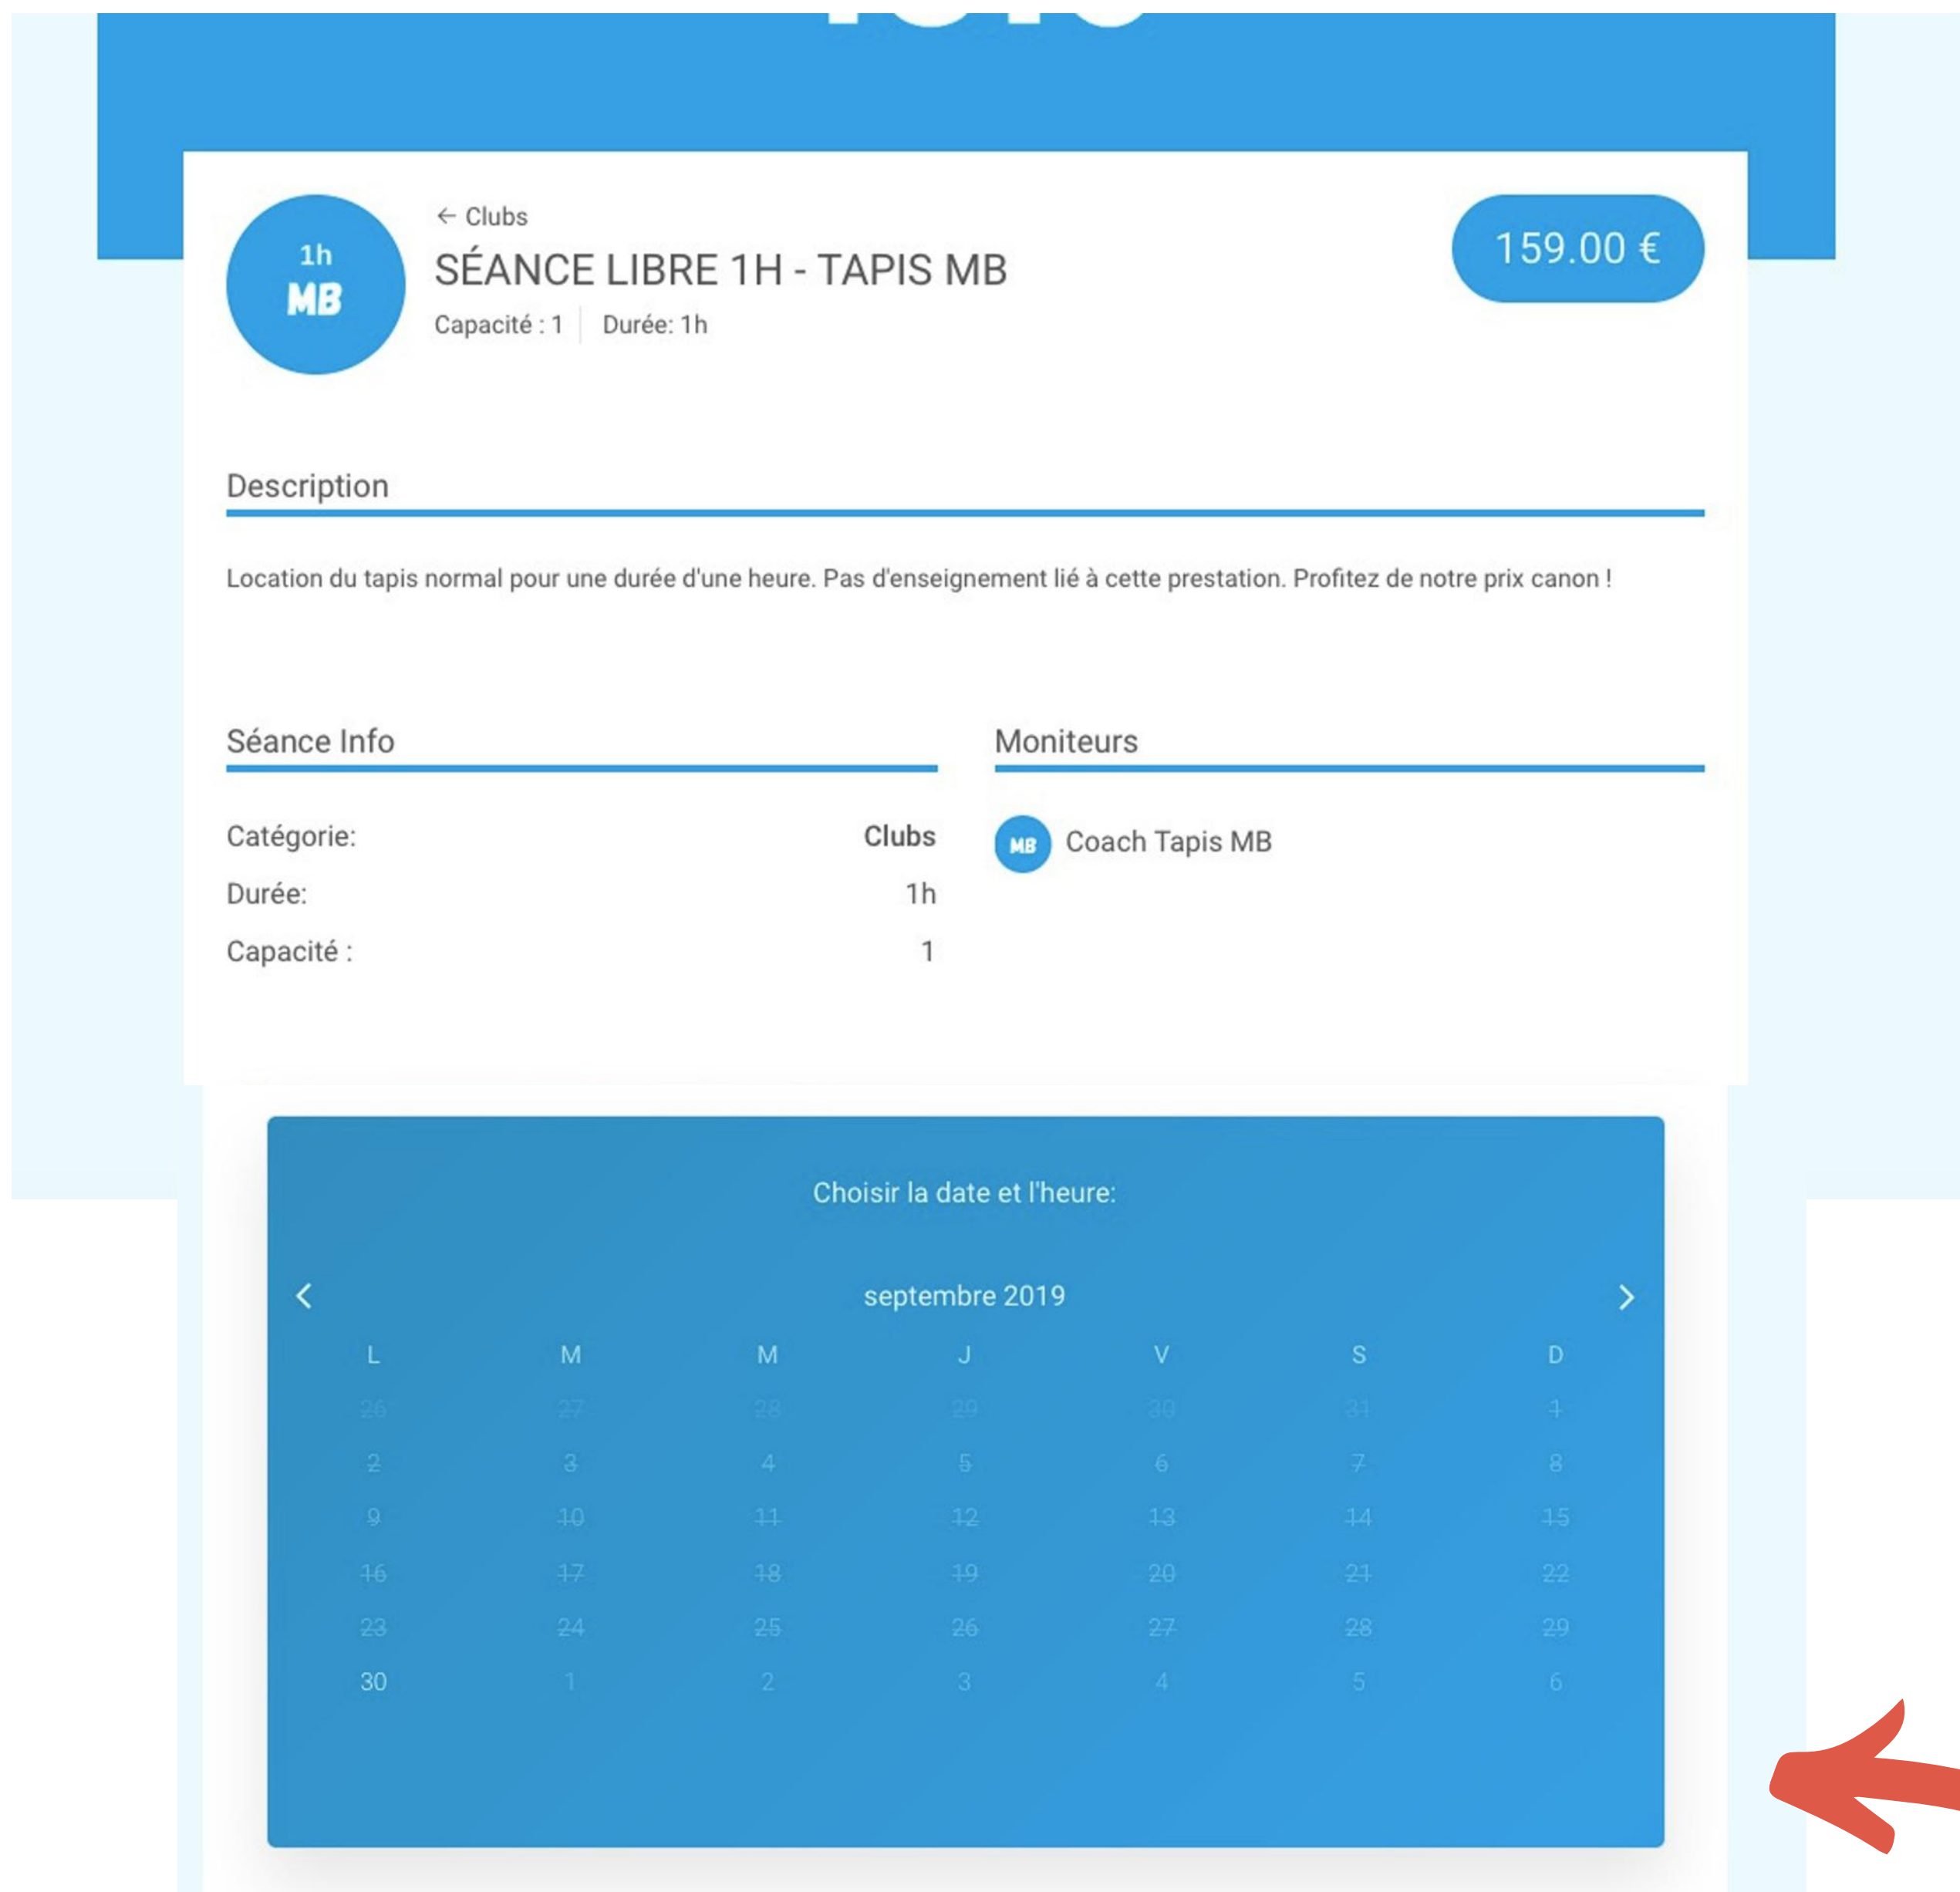 1h
MB
← Clubs
SÉANCE LIBRE 1H - TAPIS MB
Capacité : 1 Durée: 1h
159.00 €
Description
Location du tapis normal pour une durée d'une heure. Pas d'enseignement lié à cette prestation. Profitez de notre prix canon !
Séance Info
Catégorie: Clubs
Durée: 1h
Capacité : 1
Moniteurs
MB Coach Tapis MB
Choisir la date et l'heure:
septembre 2019
L M M J V S D
26 27 28 29 30 31 1
2 3 4 5 6 7 8
9 10 11 12 13 14 15
16 17 18 19 20 21 22
23 24 25 26 27 28 29
30 1 2 3 4 5 6